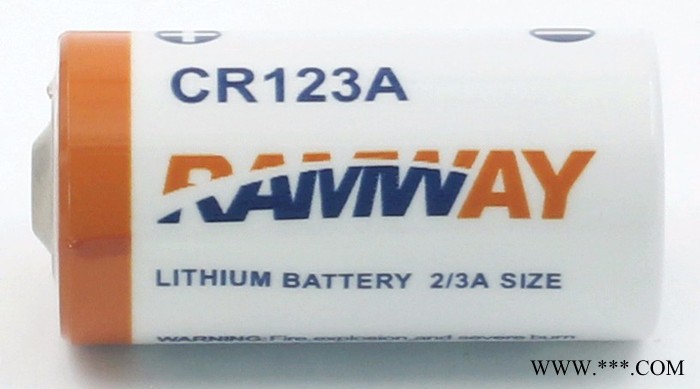 CR123A
RAMWAY
LITHIUM BATTERY 2/3A SIZE
WARNING: Fire, explosion, and severe burn
WWW.***.COM